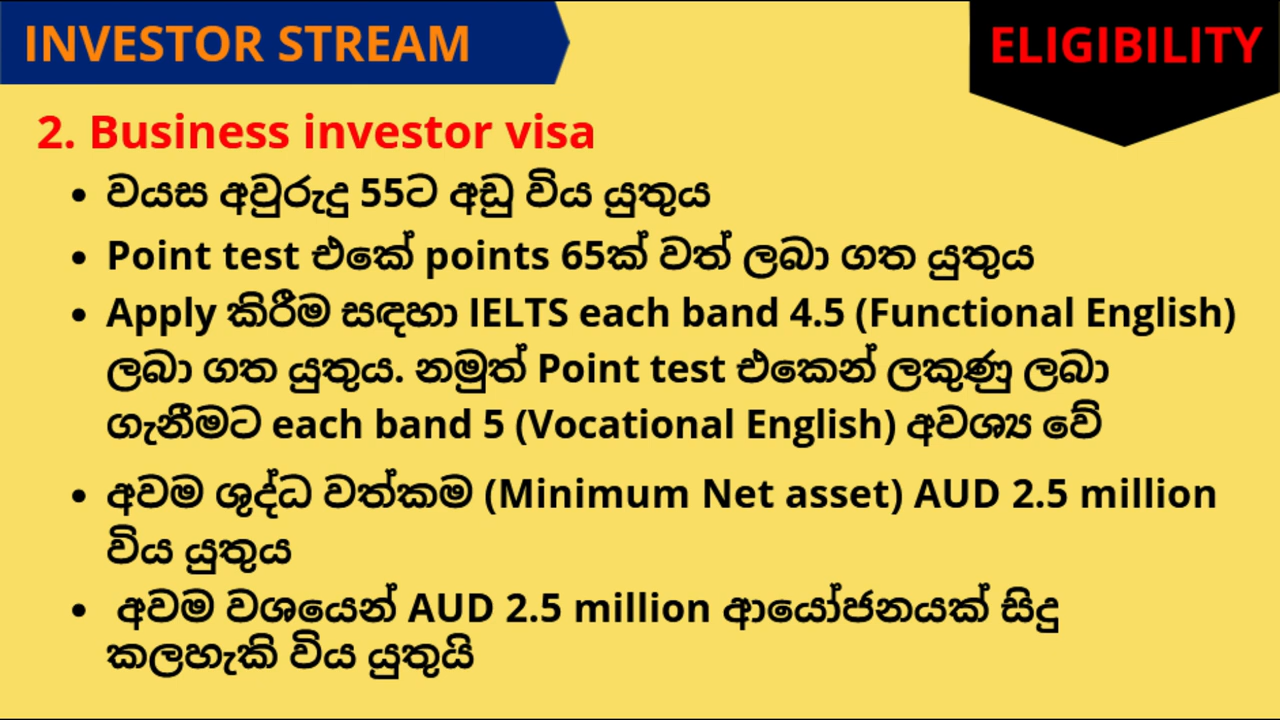 INVESTOR STREAM
ELIGIBILITY
2. Business investor visa
• වයස අවුරුදු 55ට අඩු විය යුතුය
• Point test එකේ points 65ක් වත් ලබා ගත යුතුය
• Apply කිරීම සඳහා IELTS each band 4.5 (Functional English)
ලබා ගත යුතුය. නමුත් Point test එකෙන් ලකුණු ලබා
ගැනීමට each band 5 (Vocational English) අවශ්‍ය වේ
• අවම ශුද්ධ වත්කම (Minimum Net asset) AUD 2.5 million
විය යුතුය
• අවම වශයෙන් AUD 2.5 million ආයෝජනයක් සිදු
කලහැකි විය යුතුයි